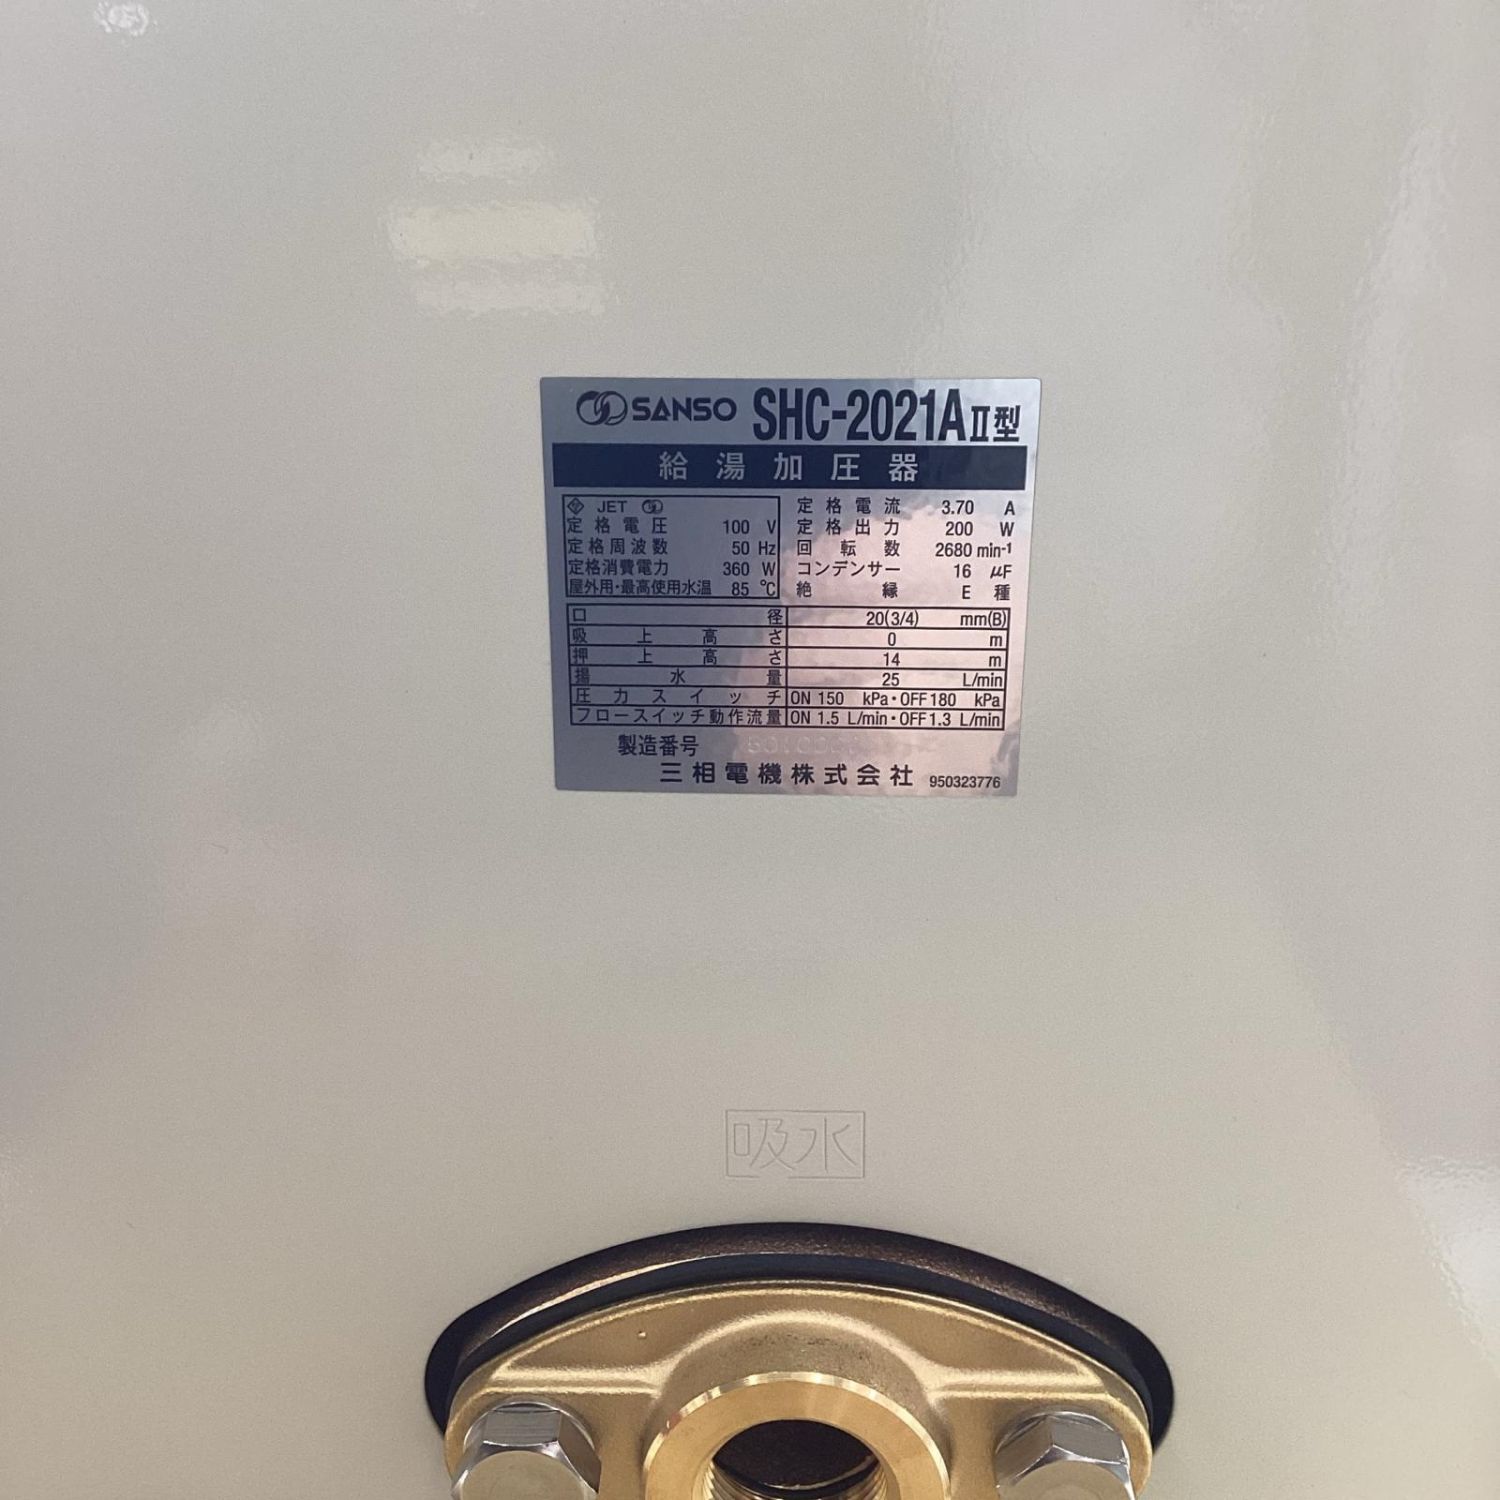 SANSO SHC-2021AⅡ型
給湯加圧器
JET
定格電圧 100 V
定格周波数 50 Hz
定格消費電力 360 W
屋外用・最高使用水温 85 ℃
定格電流 3.70 A
定格出力 200 W
回転数 2680 min-1
コンデンサー 16 μF
絶縁 E 種
口径 20(3/4) mm(B)
吸上高さ 0 m
押上高さ 14 m
揚水量 25 L/min
圧力スイッチ ON 150 kPa・OFF 180 kPa
フロースイッチ動作流量 ON 1.5 L/min・OFF 1.3 L/min
製造番号
三相電機株式会社 950323776
吸水